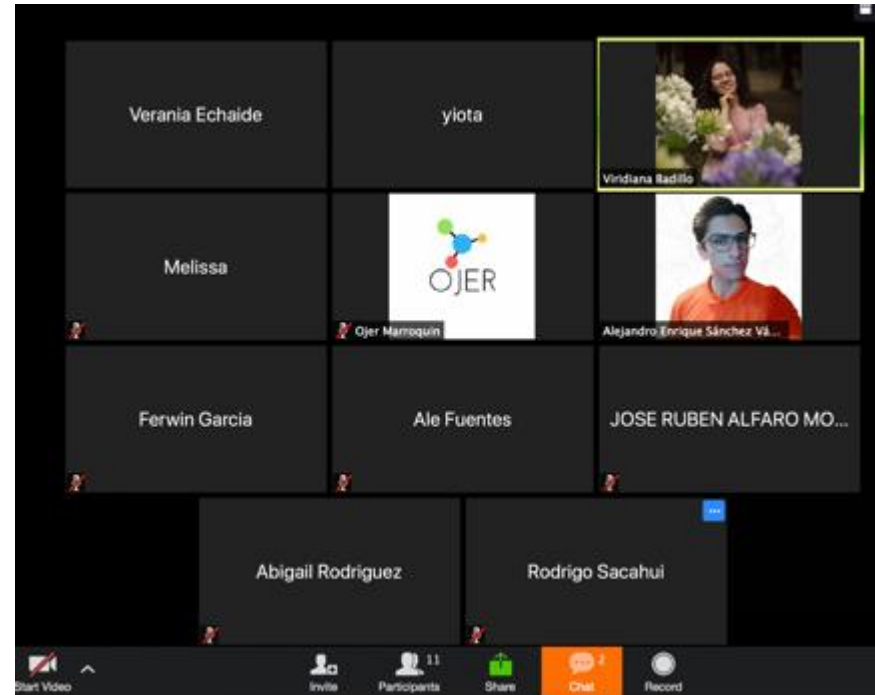 Verania Echaide
yiota
Viridiana Badillo
Melissa
OJER
Ojer Marroquin
Alejandro Enrique Sánchez Vá...
Ferwin Garcia
Ale Fuentes
JOSE RUBEN ALFARO MO...
Abigail Rodriguez
Rodrigo Sacahui
Start Video
Invite
Participants
11
Share
Chat
2
Record